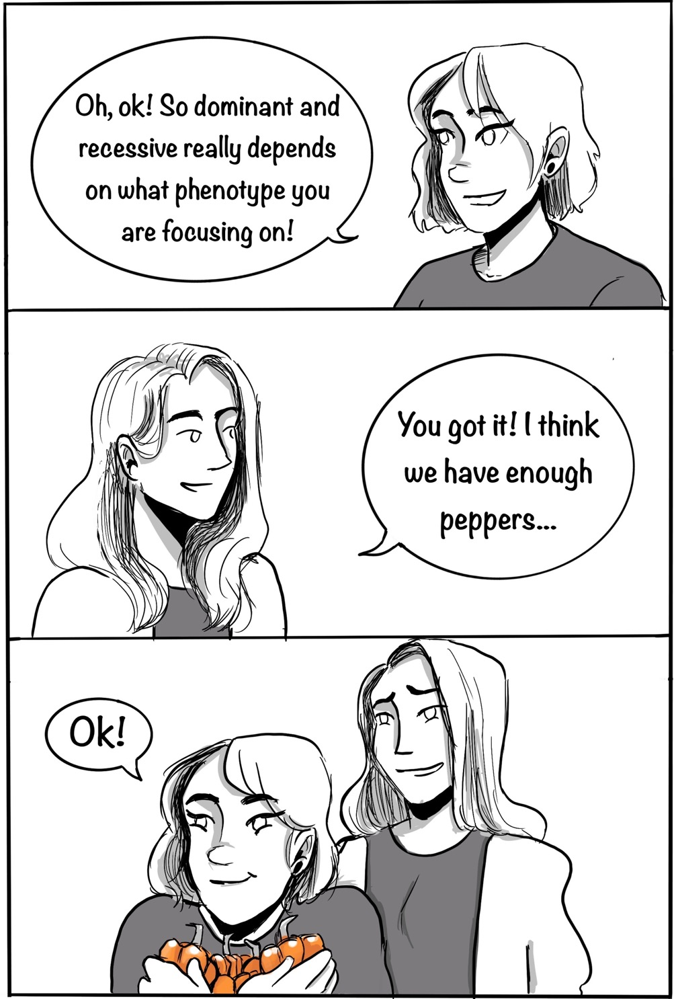 Oh, ok! So dominant and
recessive really depends
on what phenotype you
are focusing on!
You got it! I think
we have enough
peppers...
Ok!